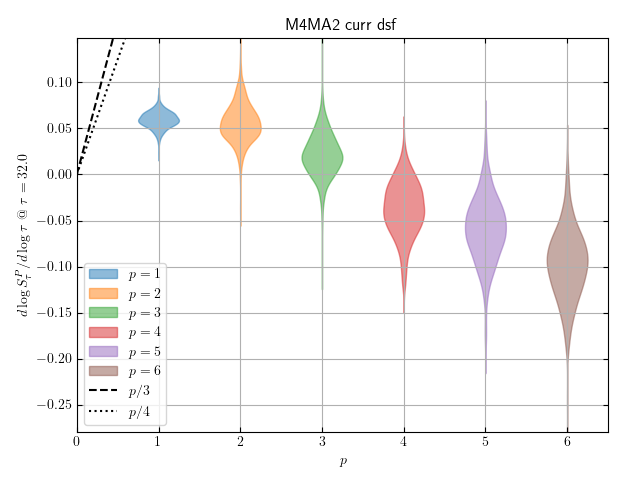 M4MA2 curr dsf
d log S_τ^P/d log τ @ τ = 32.0
0.10
0.05
0.00
−0.05
−0.10
−0.15
−0.20
−0.25
p = 1
p = 2
p = 3
p = 4
p = 5
p = 6
p/3
p/4
0 1 2 3 4 5 6
p